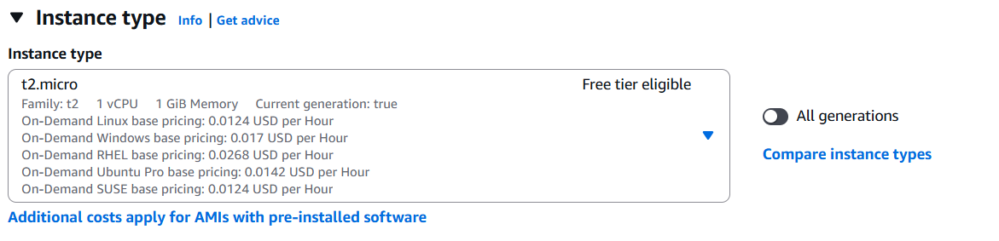 Instance type Info | Get advice
Instance type
t2.micro Free tier eligible
Family: t2 1 vCPU 1 GiB Memory Current generation: true
On-Demand Linux base pricing: 0.0124 USD per Hour
On-Demand Windows base pricing: 0.017 USD per Hour
On-Demand RHEL base pricing: 0.0268 USD per Hour
On-Demand Ubuntu Pro base pricing: 0.0142 USD per Hour
On-Demand SUSE base pricing: 0.0124 USD per Hour
All generations
Compare instance types
Additional costs apply for AMIs with pre-installed software